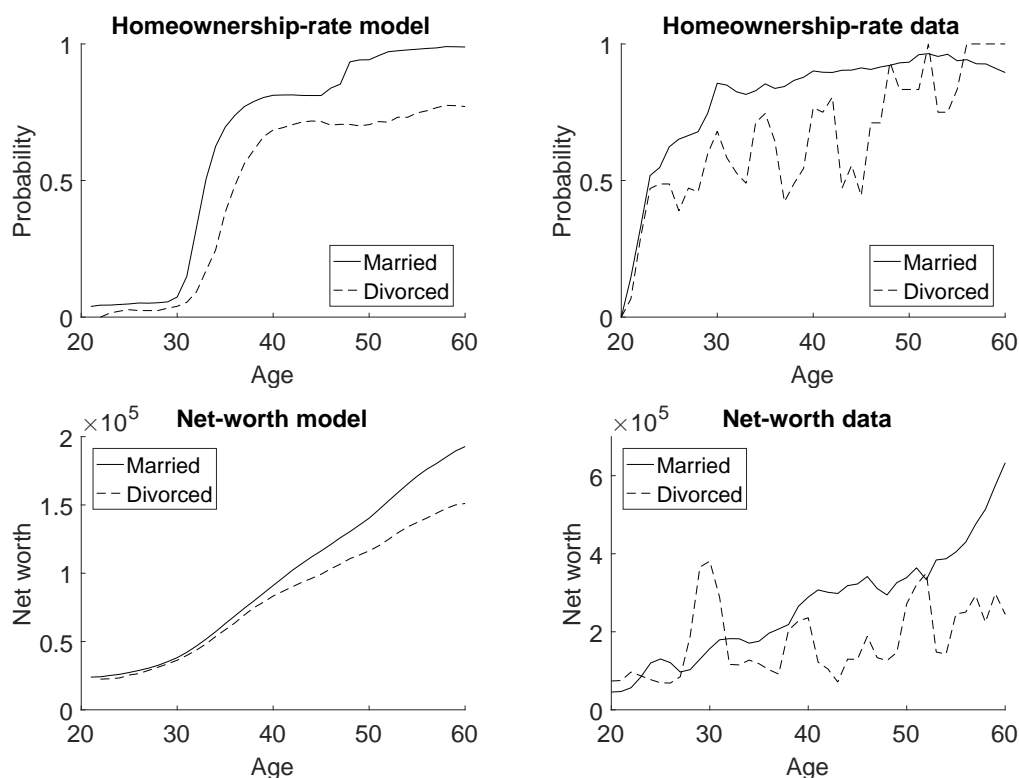 Homeownership-rate model
1
0.5
0
Probability
Married
Divorced
20 30 40 50 60
Age
Homeownership-rate data
1
0.5
0
Probability
Married
Divorced
20 30 40 50 60
Age
×10^5
Net-worth model
2
1.5
1
0.5
0
Net worth
Married
Divorced
20 30 40 50 60
Age
×10^5
Net-worth data
6
4
2
0
Net worth
Married
Divorced
20 30 40 50 60
Age